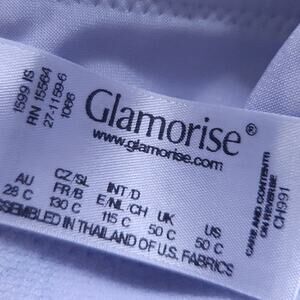 1599 IS
RN 15564
27-1159-6
1066
Glamorise®
www.glamorise.com
AU CZ/SL INT/D
28 C FR/B E/NL/CH UK US
130 C 115 C 50 C 50 C
ASSEMBLED IN THAILAND OF U.S. FABRICS
CARE AND CONTENT
ON REVERSE
CH991